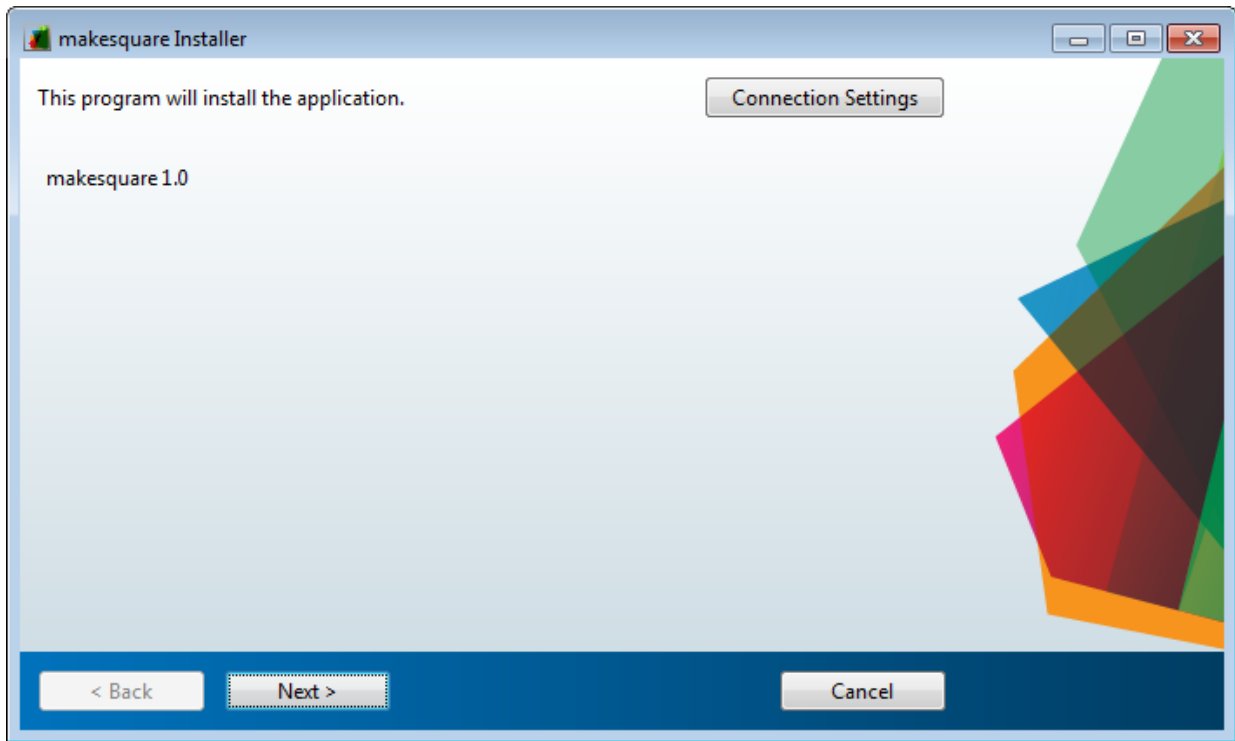 makesquare Installer
This program will install the application.
Connection Settings
makesquare 1.0
< Back
Next >
Cancel